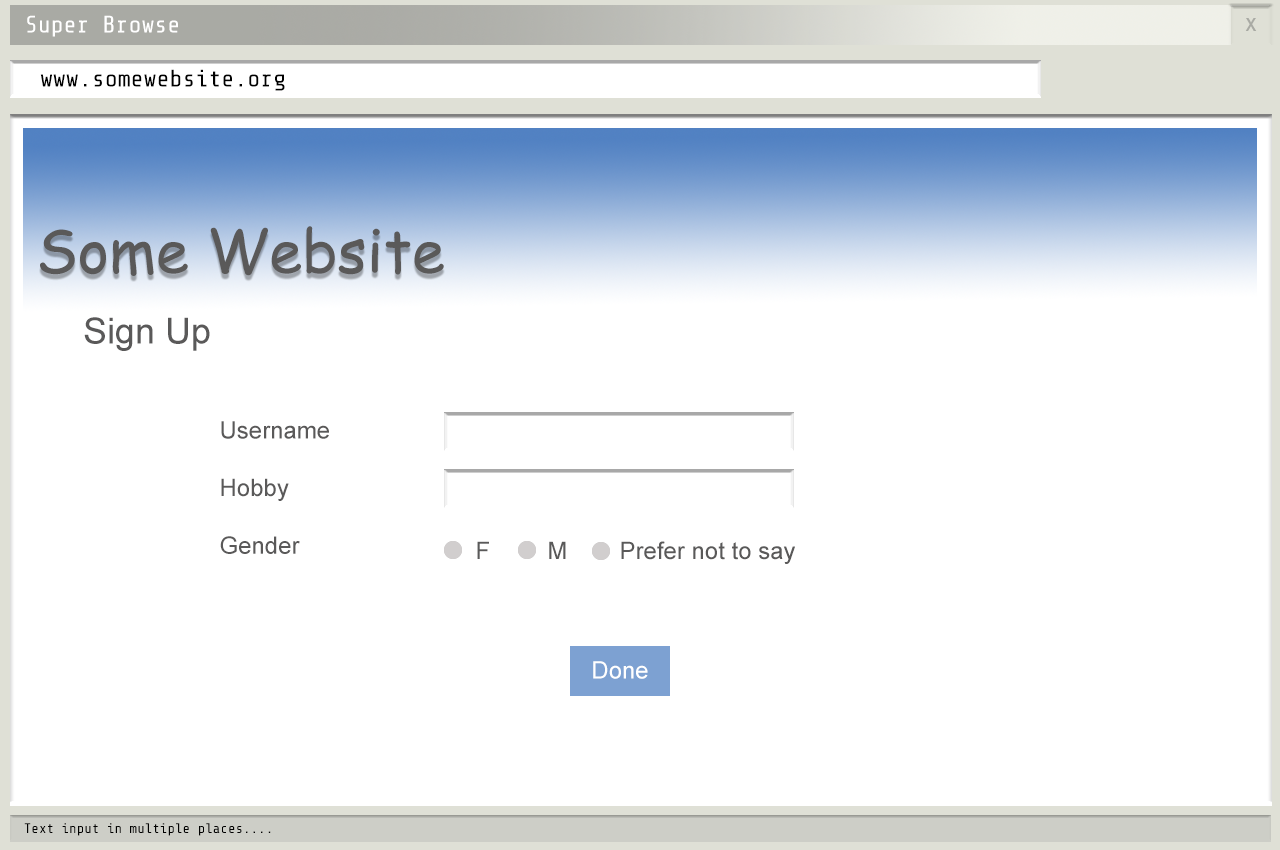 Super Browse X
www.somewebsite.org
Some Website
Sign Up
Username
Hobby
Gender F M Prefer not to say
Done
Text input in multiple places....